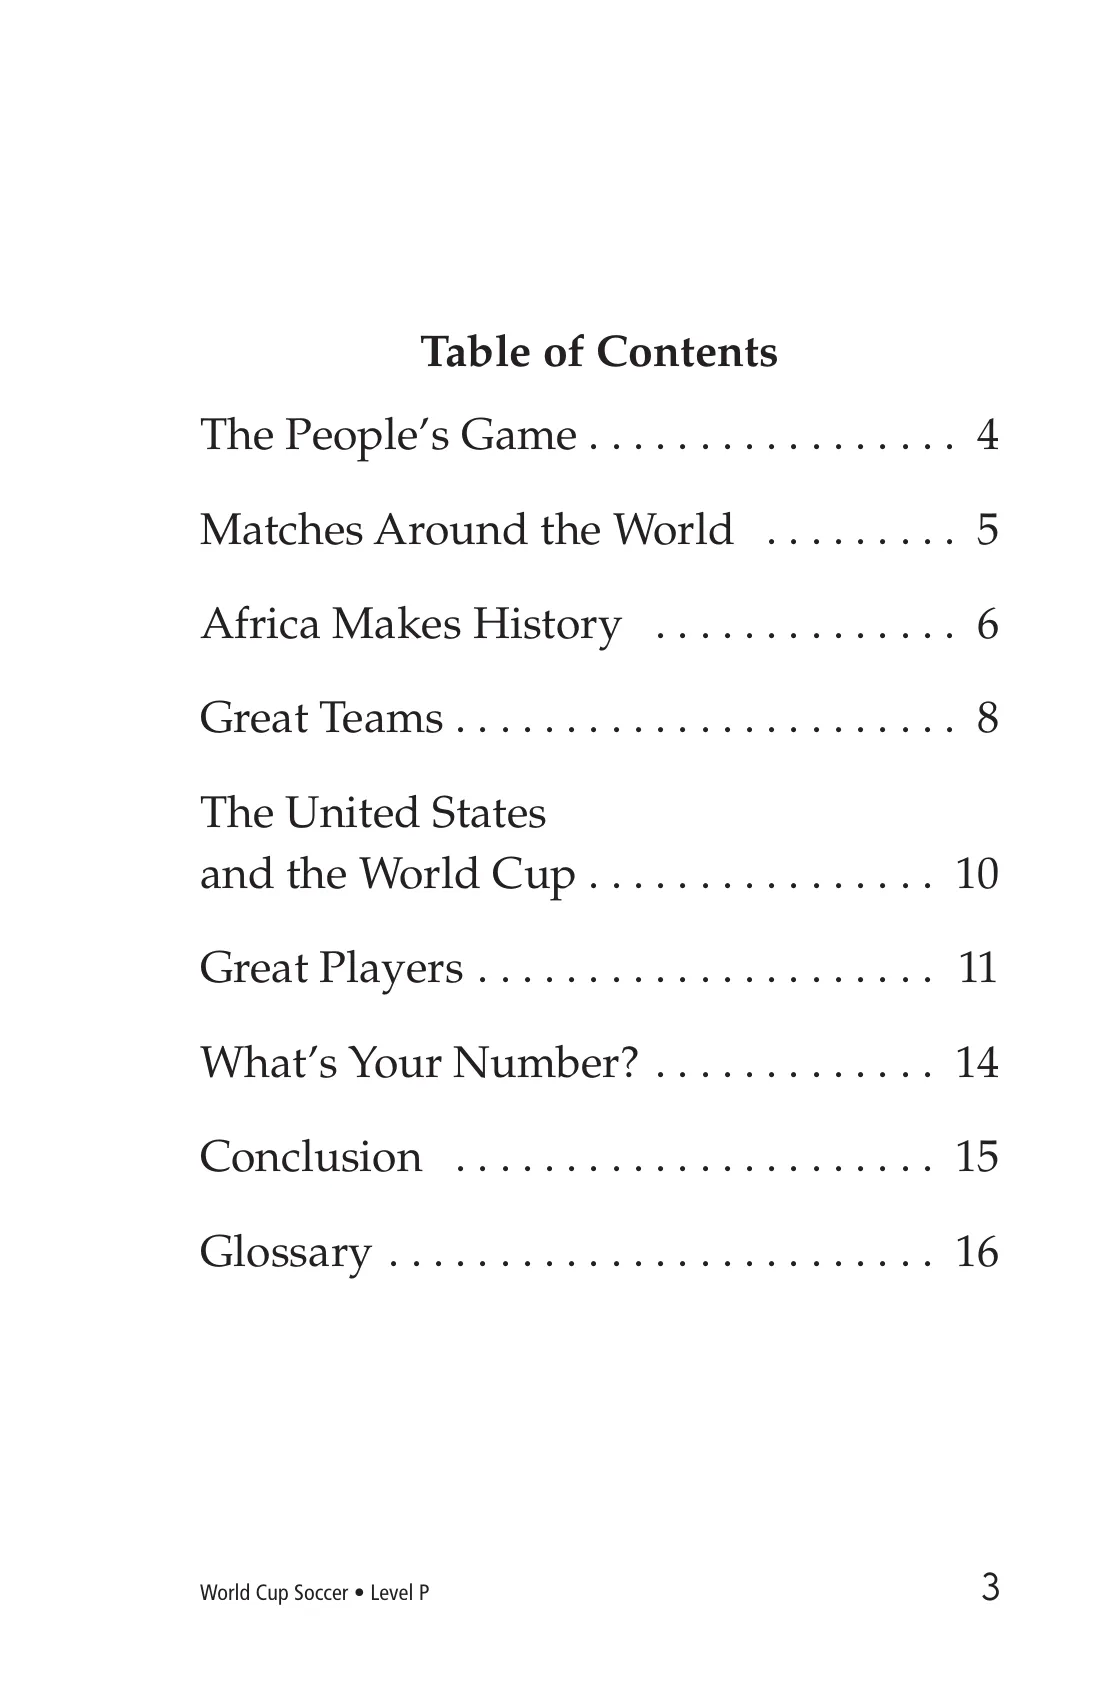 Table of Contents
The People’s Game . . . . . . . . . . . . . . . . . 4
Matches Around the World . . . . . . . . . 5
Africa Makes History . . . . . . . . . . . . . . 6
Great Teams . . . . . . . . . . . . . . . . . . . . . . . 8
The United States
and the World Cup . . . . . . . . . . . . . . . . 10
Great Players . . . . . . . . . . . . . . . . . . . . . 11
What’s Your Number? . . . . . . . . . . . . . 14
Conclusion . . . . . . . . . . . . . . . . . . . . . . 15
Glossary . . . . . . . . . . . . . . . . . . . . . . . . . 16
World Cup Soccer • Level P 3